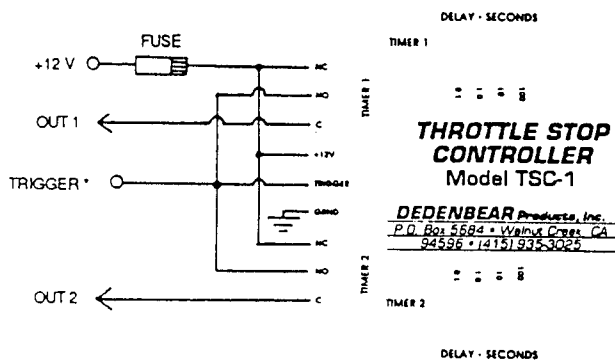 DELAY - SECONDS
TIMER 1
FUSE
+12 V
NC
NO
TIMER 1
OUT 1
C
+12V
TRIGGER *
TRIGGER
GRND
NC
NO
TIMER 2
OUT 2
C
THROTTLE STOP
CONTROLLER
Model TSC-1
DEDENBEAR Products, Inc.
P.O. Box 5684 • Walnut Creek, CA
94596 • (415) 935-3025
TIMER 2
DELAY - SECONDS